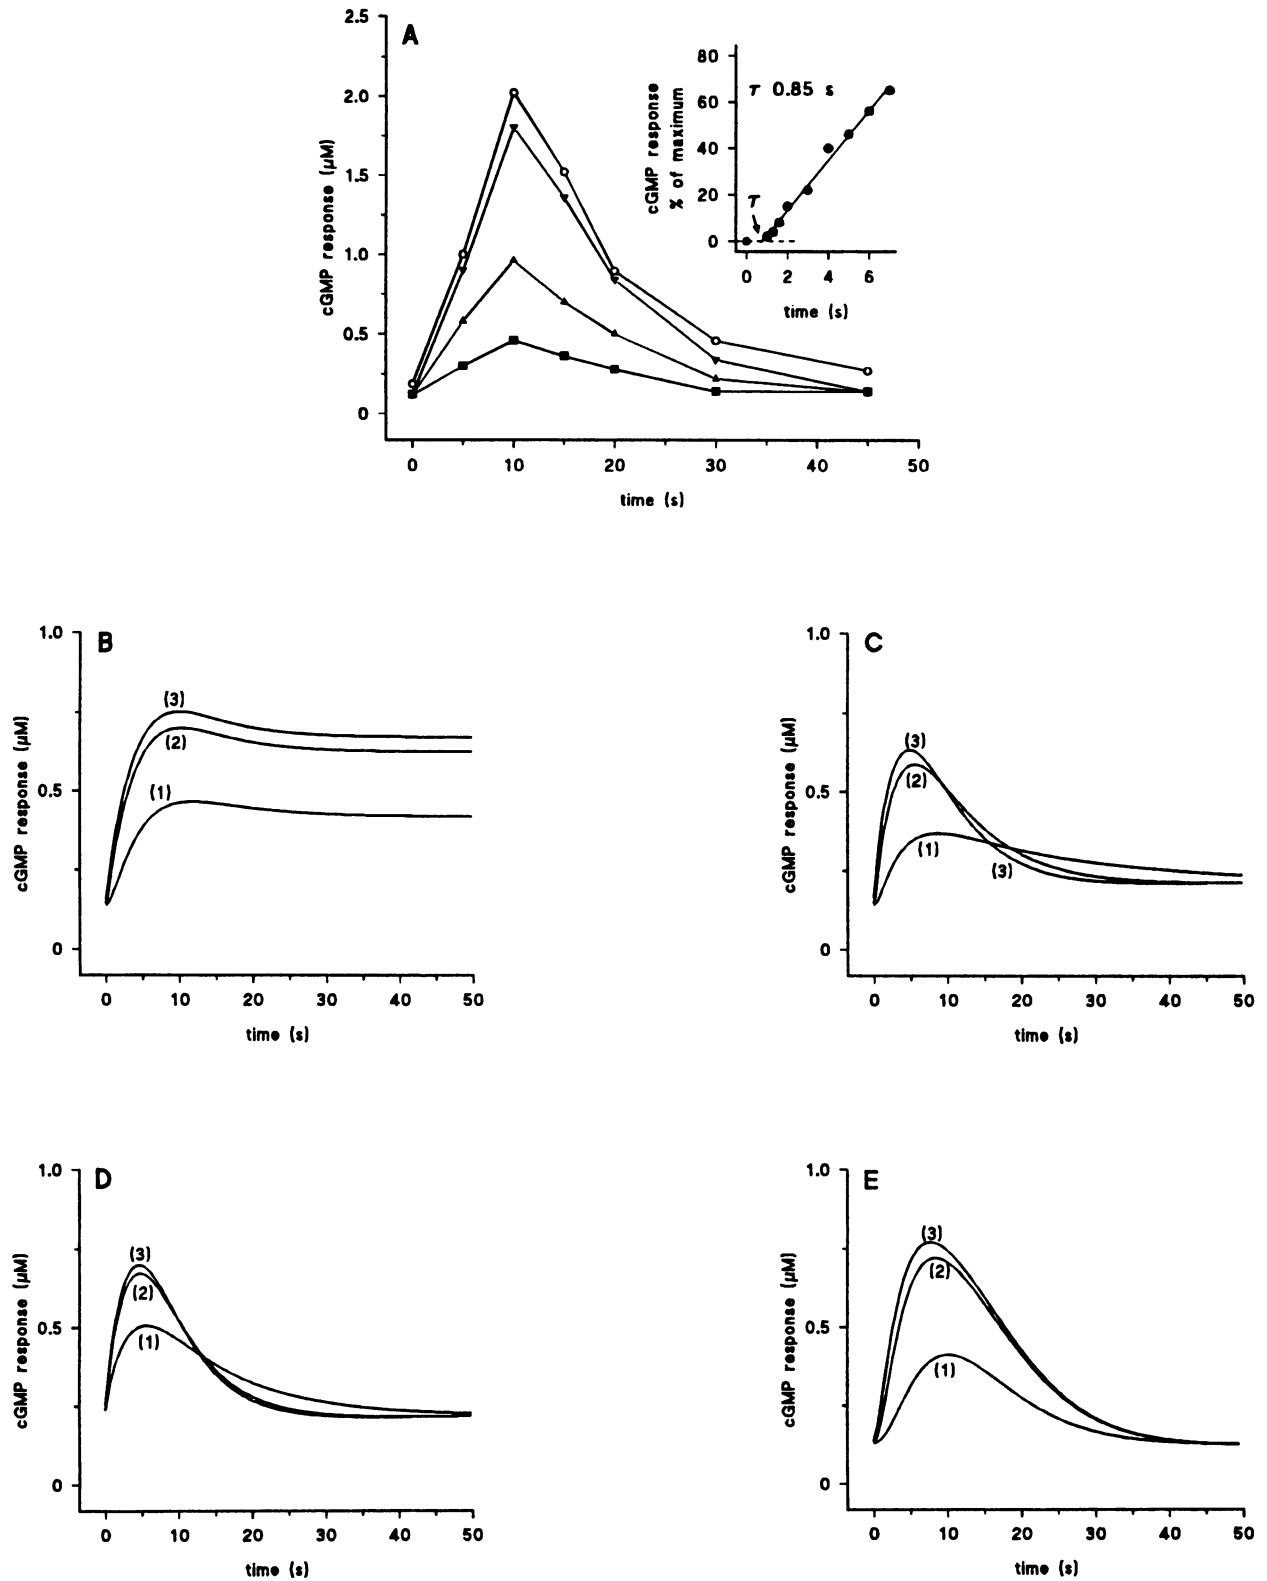 A
2.5
2.0
1.5
1.0
0.5
0
cGMP response (μM)
0 10 20 30 40 50
time (s)
80
60
40
20
0
cGMP response
% of maximum
τ 0.85 s
τ
0 2 4 6
time (s)
B
1.0
0.5
0
cGMP response (μM)
(3)
(2)
(1)
0 10 20 30 40 50
time (s)
C
1.0
0.5
0
cGMP response (μM)
(3)
(2)
(1)
(3)
0 10 20 30 40 50
time (s)
D
1.0
0.5
0
cGMP response (μM)
(3)
(2)
(1)
0 10 20 30 40 50
time (s)
E
1.0
0.5
0
cGMP response (μM)
(3)
(2)
(1)
0 10 20 30 40 50
time (s)